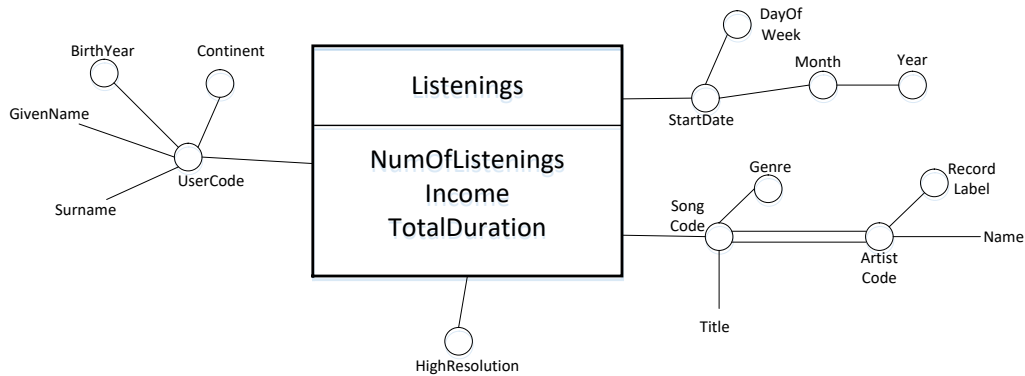 BirthYear
Continent
GivenName
UserCode
Surname
Listenings
NumOfListenings
Income
TotalDuration
HighResolution
DayOf
Week
Month
Year
StartDate
Genre
Song
Code
Title
Record
Label
Name
Artist
Code